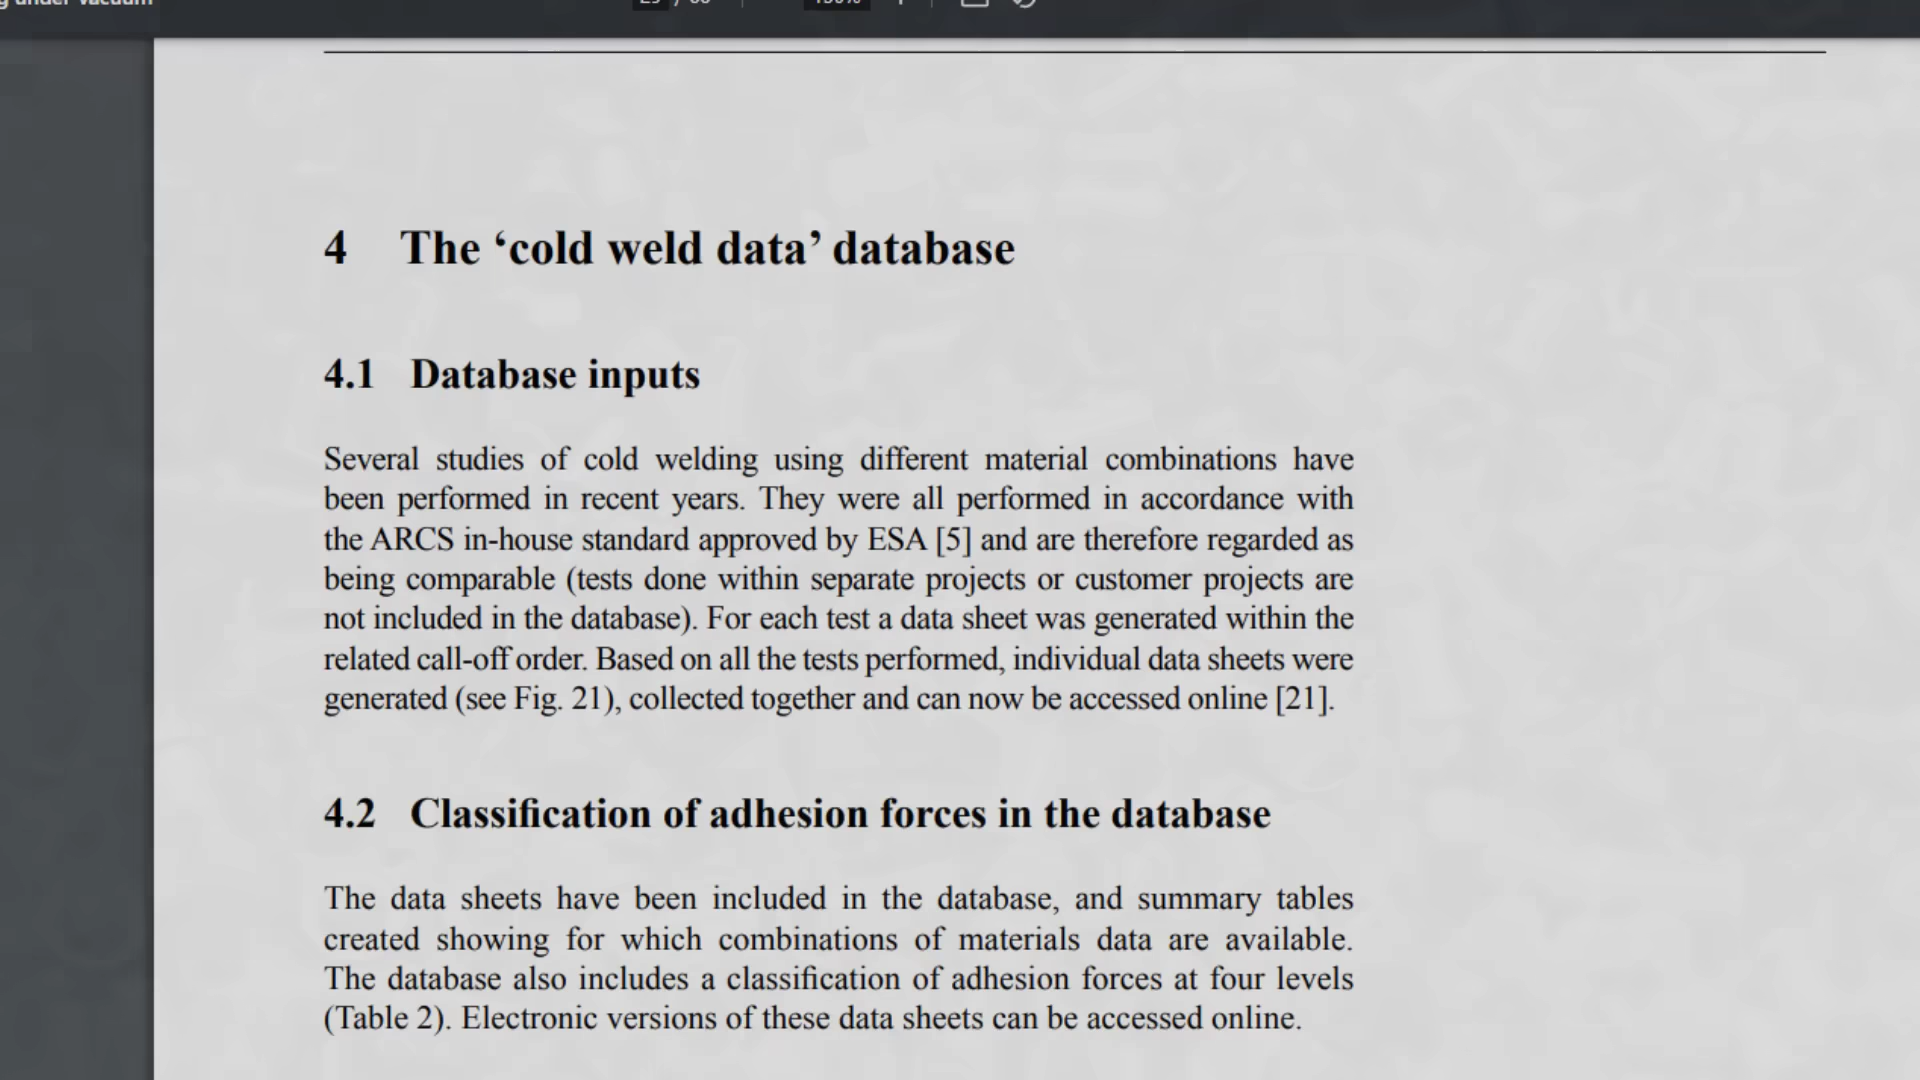 under vacuum
4 The ‘cold weld data’ database
4.1 Database inputs
Several studies of cold welding using different material combinations have
been performed in recent years. They were all performed in accordance with
the ARCS in-house standard approved by ESA [5] and are therefore regarded as
being comparable (tests done within separate projects or customer projects are
not included in the database). For each test a data sheet was generated within the
related call-off order. Based on all the tests performed, individual data sheets were
generated (see Fig. 21), collected together and can now be accessed online [21].
4.2 Classification of adhesion forces in the database
The data sheets have been included in the database, and summary tables
created showing for which combinations of materials data are available.
The database also includes a classification of adhesion forces at four levels
(Table 2). Electronic versions of these data sheets can be accessed online.